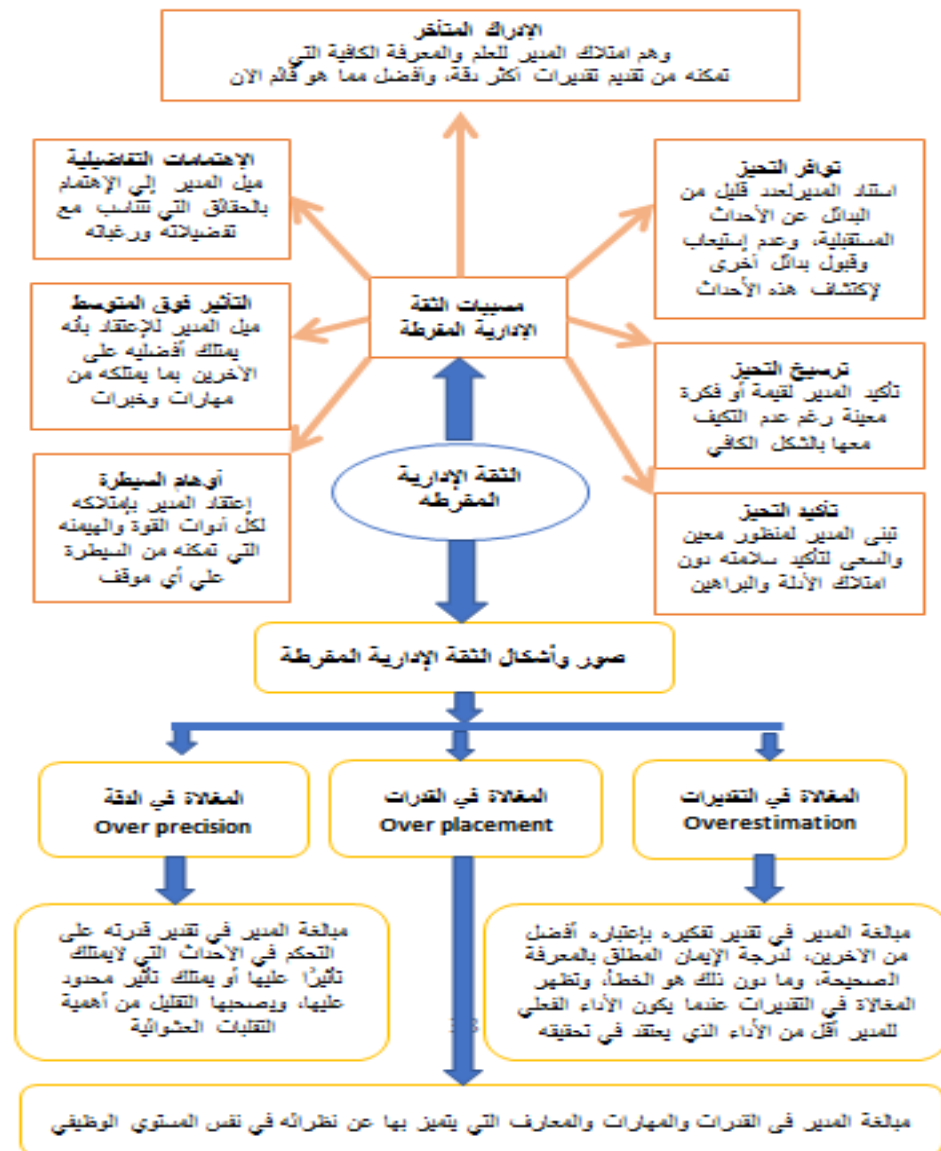 الإدراك المتأخر
وهم امتلاك المدير للعلم والمعرفة الكافية التي
تمكنه من تقديم تقديرات أكثر دقة، وأفضل مما هو قائم الان
توافر التحيز
استناد المديرلعدد قليل من
البدائل عن الأحداث
المستقبلية، وعدم إستيعاب
وقبول بدائل أخرى
لإكتشاف هذه الأحداث
الإهتمامات التفاضيلية
ميل المدير إلي الإهتمام
بالحقائق التي تتناسب مع
تفضيلاته ورغباته
مسببات الثقة
الإدارية المفرطة
التأثير فوق المتوسط
ميل المدير للإعتقاد بأنه
يمتلك أفضليه على
الآخرين بما يمتلكه من
مهارات وخبرات
ترسيخ التحيز
تأكيد المدير لقيمة أو فكرة
معينة رغم عدم التكيف
معها بالشكل الكافي
أوهام السيطرة
إعتقاد المدير بإمتلاكه
لكل أدوات القوة والهيمنه
التي تمكنه من السيطرة
علي أي موقف
الثقة الإدارية
المفرطه
تأكيد التحيز
تبنى المدير لمنظور معين
والسعى لتأكيد سلامته دون
امتلاك الأدلة والبراهين
صور وأشكال الثقة الإدارية المفرطة
المغالاة في التقديرات
Overestimation
المغالاة في القدرات
Over placement
المغالاة في الدقة
Over precision
مبالغة المدير في تقدير تفكيره بإعتباره أفضل
من الاخرين، لدرجة الإيمان المطلق بالمعرفة
الصحيحة، وما دون ذلك هو الخطأ، وتظهر
المغالاة في التقديرات عندما يكون الأداء الفعلي
للمدير أقل من الأداء الذي يعتقد في تحقيقه
مبالغة المدير في تقدير قدرته على
التحكم في الاحداث التي لايمتلك
تأثيرًا عليها أو يمتلك تأثير محدود
عليها، ويصحبها التقليل من أهمية
التقلبات العشوائية
مبالغة المدير فى القدرات والمهارات والمعارف التي يتميز بها عن نظرائه في نفس المستوي الوظيفي